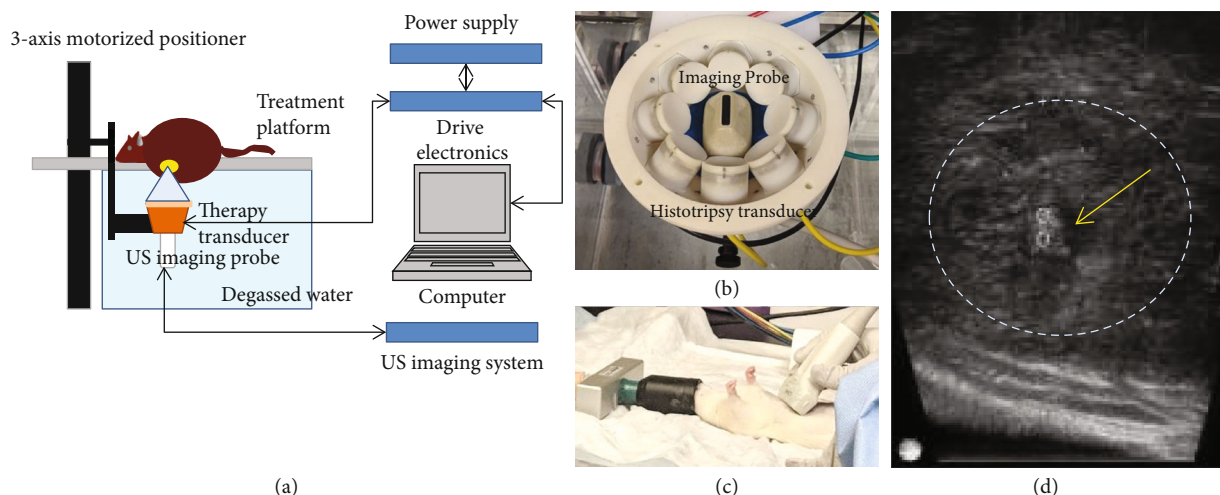 3-axis motorized positioner
Power supply
Treatment
platform
Drive
electronics
Therapy
transducer
US imaging probe
Degassed water
Computer
US imaging system
(a)
Imaging Probe
Histotripsy transducer
(b)
(c)
(d)